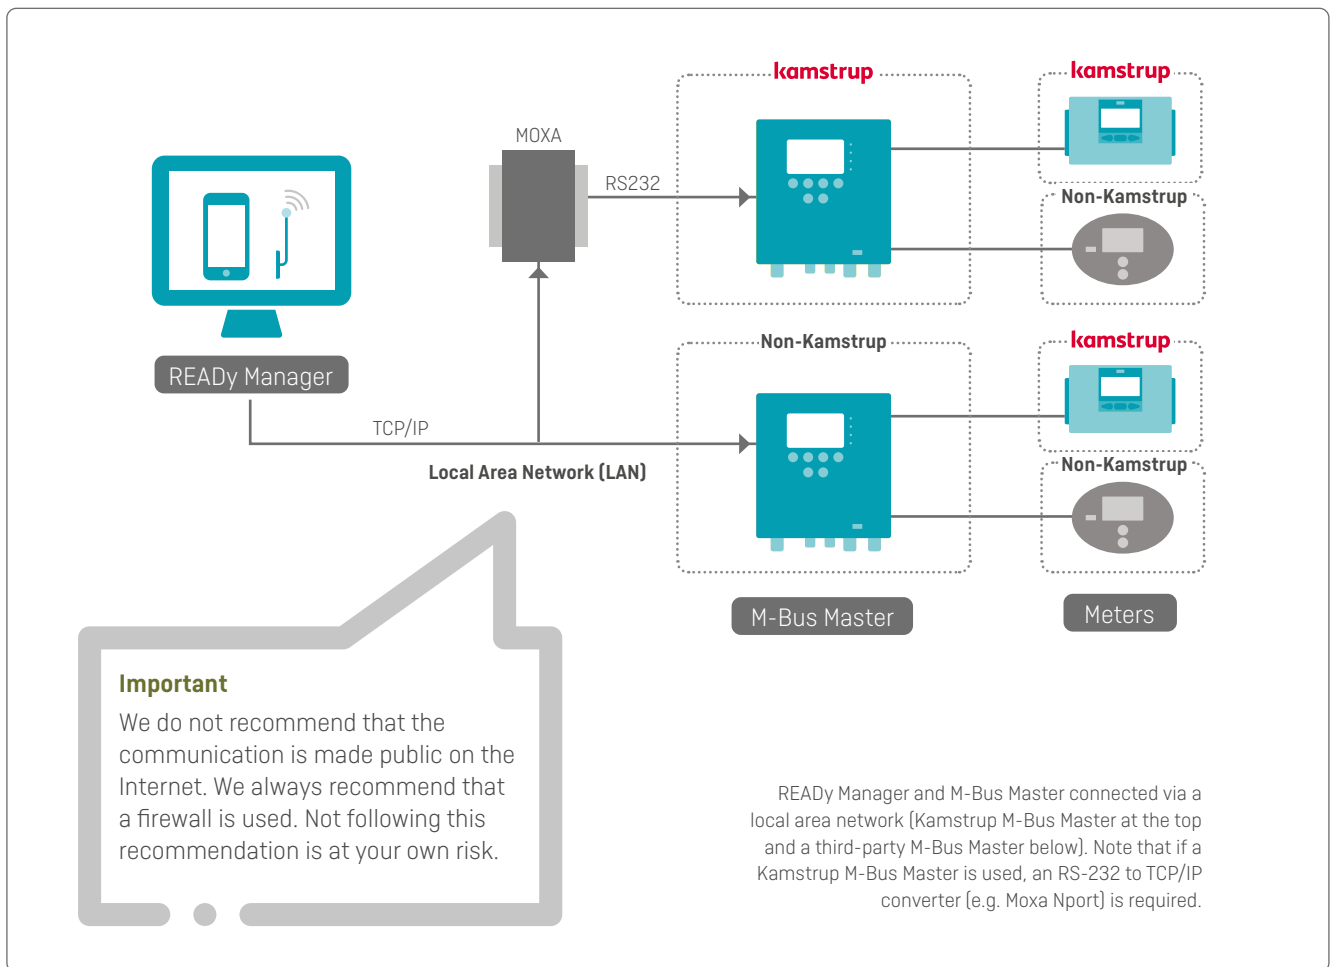 kamstrup
kamstrup
MOXA
RS232
Non-Kamstrup
READy Manager
Non-Kamstrup
kamstrup
TCP/IP
Local Area Network (LAN)
Non-Kamstrup
M-Bus Master
Meters
Important
We do not recommend that the
communication is made public on the
Internet. We always recommend that
a firewall is used. Not following this
recommendation is at your own risk.
READy Manager and M-Bus Master connected via a
local area network (Kamstrup M-Bus Master at the top
and a third-party M-Bus Master below). Note that if a
Kamstrup M-Bus Master is used, an RS-232 to TCP/IP
converter (e.g. Moxa Nport) is required.